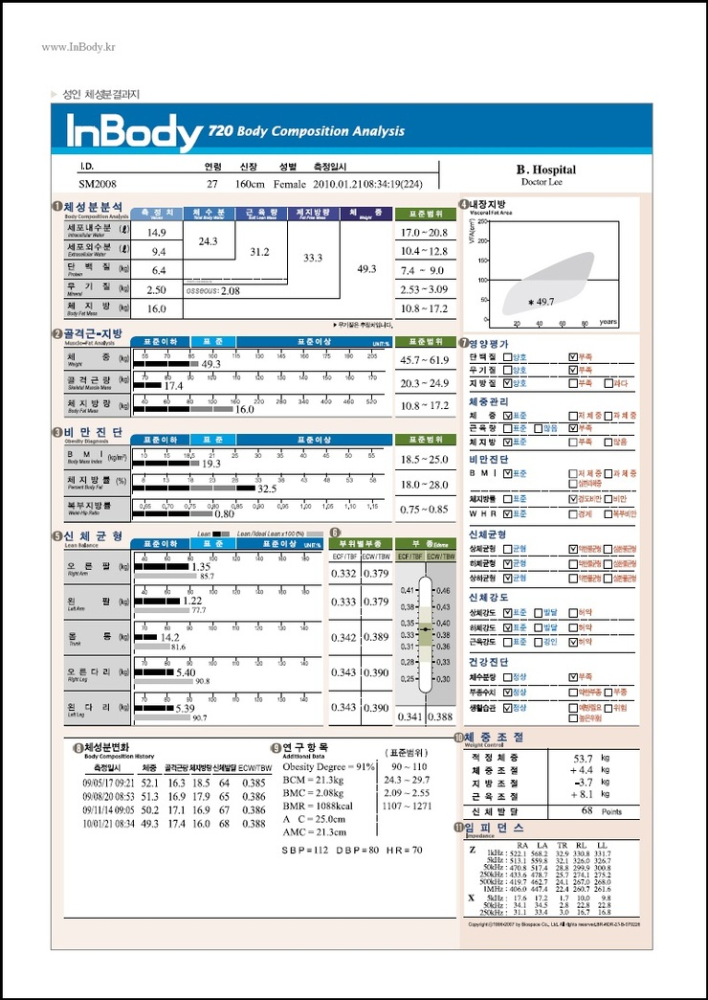 www.InBody.kr
성인 체성분결과지
InBody 720 Body Composition Analysis
I.D. 연령 신장 성별 측정일시
SM2008 27 160cm Female 2010.01.21 08:34:19(224)
B. Hospital
Doctor Lee
1 체성분분석
Body Composition Analysis
측정치 체수분 근육량 제지방량 체중 표준범위
Values Total Body Water Soft Lean Mass Fat Free Mass Weight
세포내수분 (ℓ) 14.9 24.3 31.2 33.3 49.3 17.0~20.8
Intracellular Water
세포외수분 (ℓ) 9.4 10.4~12.8
Extracellular Water
단백질 (kg) 6.4 7.4 ~ 9.0
Protein
무기질 (kg) 2.50 osseous: 2.08 2.53~3.09
Mineral
체지방 (kg) 16.0 10.8~17.2
Body Fat Mass
▶무기질은 추정치입니다.
2 골격근-지방
Muscle-Fat Analysis
표준이하 표준 표준이상 UNIT:% 표준범위
체중 (kg) 55 70 85 100 115 130 145 160 175 190 205
Weight 49.3 45.7~61.9
골격근량 (kg) 70 80 90 100 110 120 130 140 150 160 170
Skeletal Muscle Mass 17.4 20.3~24.9
체지방량 (kg) 40 60 80 100 160 220 280 340 400 460 520
Body Fat Mass 16.0 10.8~17.2
3 비만진단
Obesity Diagnosis
표준이하 표준 표준이상 표준범위
BMI (kg/m²) 10 15 18.5 25 30 35 40 45 50 55
Body Mass Index 19.3 18.5~25.0
체지방률 (%) 8 13 18 23 28 33 38 43 48 53 58
Percent Body Fat 32.5 18.0~28.0
복부지방률 0.65 0.70 0.75 0.80 0.85 0.90 0.95 1.00 1.05 1.10 1.15
Waist-Hip Ratio 0.80 0.75~0.85
5 신체균형
Lean Balance
Lean Lean/Ideal Lean x100 (%)
표준이하 표준 표준이상 UNIT:%
오른팔 (kg) 40 60 80 100 120 140 160 180
Right Arm 1.35
85.7
왼팔 (kg) 40 60 80 100 120 140 160 180
Left Arm 1.22
77.7
몸통 (kg) 70 80 90 100 110 120 130 140
Trunk 14.2
81.6
오른다리 (kg) 70 80 90 100 110 120 130 140
Right Leg 5.40
90.8
왼다리 (kg) 70 80 90 100 110 120 130 140
Left Leg 5.39
90.7
6
부위별부종 부종 Edema
ECF/TBF ECW/TBW ECF/TBF ECW/TBW
0.332 0.379
0.333 0.379
0.342 0.389
0.343 0.390
0.343 0.390
0.41 0.46
0.38 0.43
0.35 0.40
0.33 0.38
0.31 0.36
0.28 0.33
0.25 0.30
0.341 0.388
8 체성분변화
Body Composition History
측정일시 체중 골격근량 체지방량 신체발달 ECW/TBW
09/05/17 09:21 52.1 16.3 18.5 64 0.385
09/08/20 08:53 51.3 16.9 17.9 65 0.386
09/11/14 09:05 50.2 17.1 16.9 67 0.386
10/01/21 08:34 49.3 17.4 16.0 68 0.388
9 연구항목 (표준범위)
Additional Data
Obesity Degree = 91% 90 ~ 110
BCM = 21.3kg 24.3 ~ 29.7
BMC = 2.08kg 2.09 ~ 2.55
BMR = 1088kcal 1107 ~ 1271
A C = 25.0cm
AMC = 21.3cm
SBP=112 DBP=80 HR=70
4 내장지방
Visceral Fat Area
VFA(cm²)
250
200
150
100
50
0
✱ 49.7
20 40 60 80 years
7 영양평가
단백질 양호 부족
무기질 양호 부족
지방질 양호 부족 과다
체중관리
체중 표준 저체중 과체중
근육량 표준 많음 부족
체지방 표준 부족 많음
비만진단
BMI 표준 저체중 과체중
심한과체중
체지방률 표준 경도비만 비만
WHR 표준 경계 복부비만
신체균형
상체균형 균형 약한불균형 심한불균형
하체균형 균형 약한불균형 심한불균형
상하균형 균형 약한불균형 심한불균형
신체강도
상체강도 표준 발달 허약
하체강도 표준 발달 허약
근육강도 표준 강인 허약
건강진단
체수분량 정상 부족
부종수치 정상 약한부종 부종
생활습관 정상 예방필요 위험
높은위험
10 체중조절
Weight Control
적정체중 53.7 kg
체중조절 + 4.4 kg
지방조절 -3.7 kg
근육조절 + 8.1 kg
신체발달 68 Points
11 임피던스
Impedance
Z RA LA TR RL LL
1kHz : 522.1 568.2 32.9 330.8 331.7
5kHz : 513.1 559.8 32.1 326.0 326.7
50kHz : 470.8 517.4 28.8 299.9 300.8
250kHz : 433.6 478.7 25.7 274.1 275.2
500kHz : 419.7 462.7 24.1 267.0 268.0
1MHz : 406.0 447.4 22.4 260.7 261.6
X 5kHz : 17.6 17.2 1.7 10.0 9.8
50kHz : 34.1 34.5 2.8 22.8 22.8
250kHz : 31.1 33.4 3.0 16.7 16.8